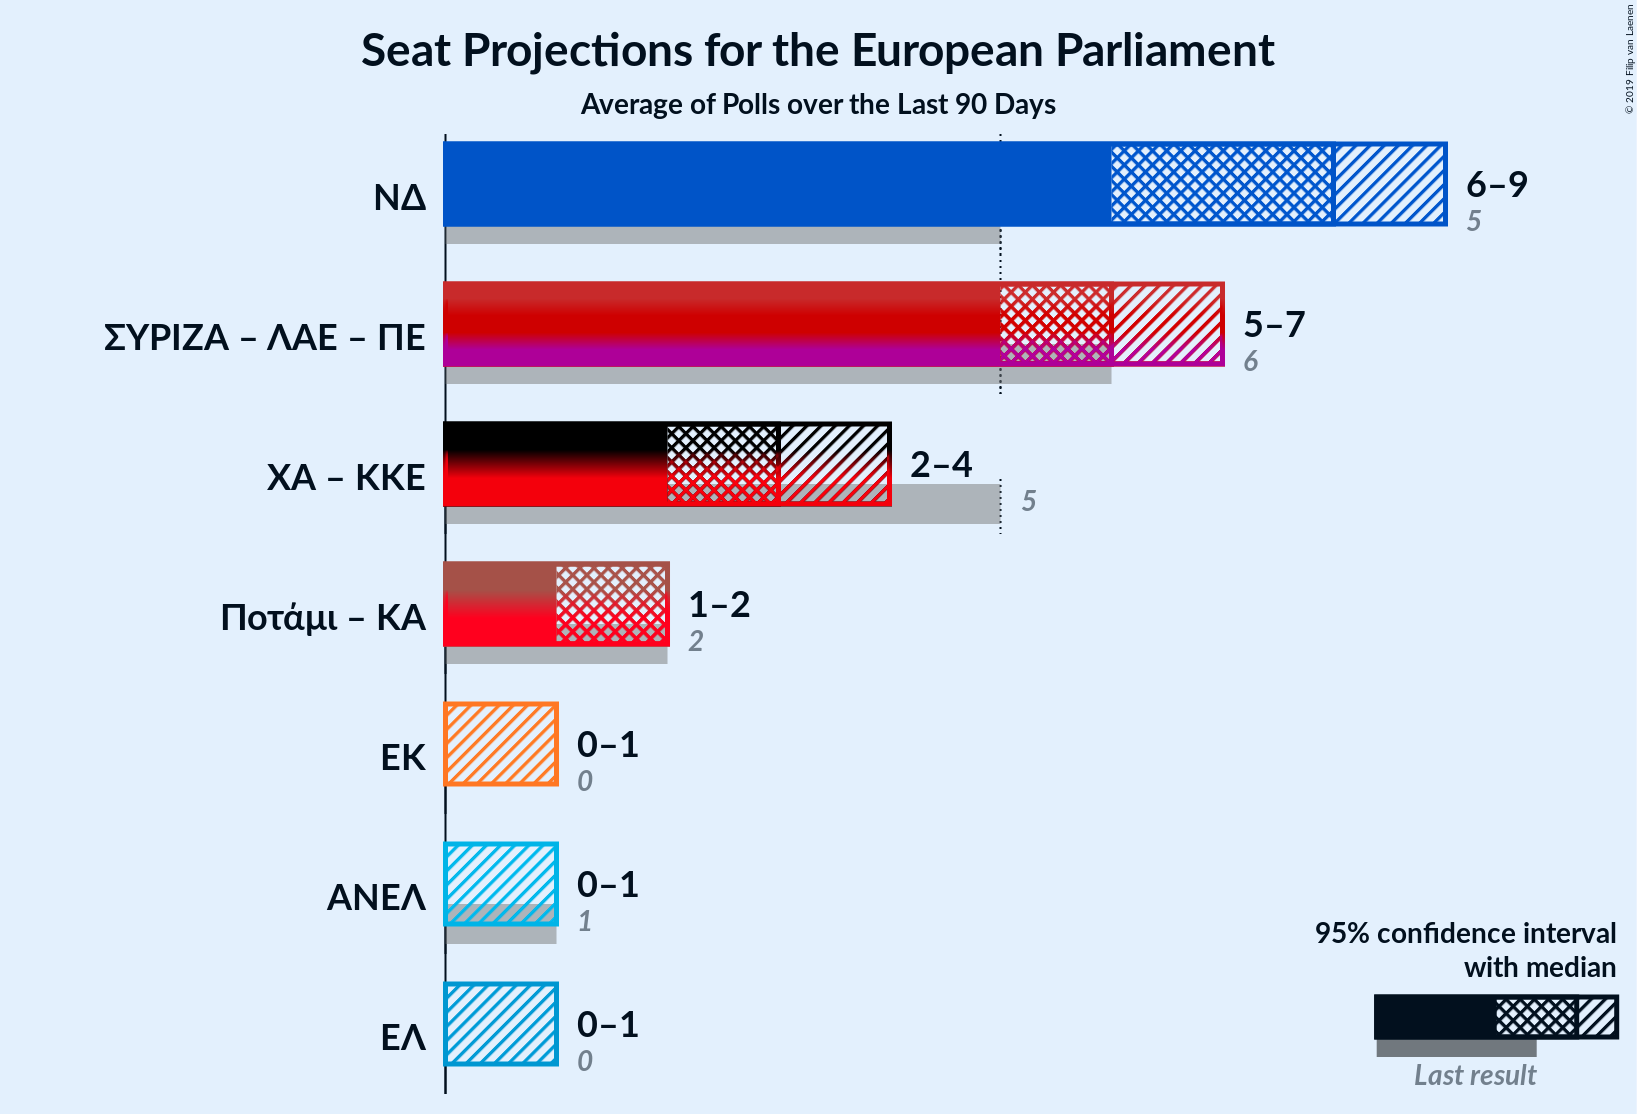 Seat Projections for the European Parliament
Average of Polls over the Last 90 Days
© 2019 Filip van Laenen
ΝΔ
6–9
5
ΣΥΡΙΖΑ – ΛΑΕ – ΠΕ
5–7
6
ΧΑ – ΚΚΕ
2–4
5
Ποτάμι – ΚΑ
1–2
2
ΕΚ
0–1
0
ΑΝΕΛ
0–1
1
ΕΛ
0–1
0
95% confidence interval
with median
Last result